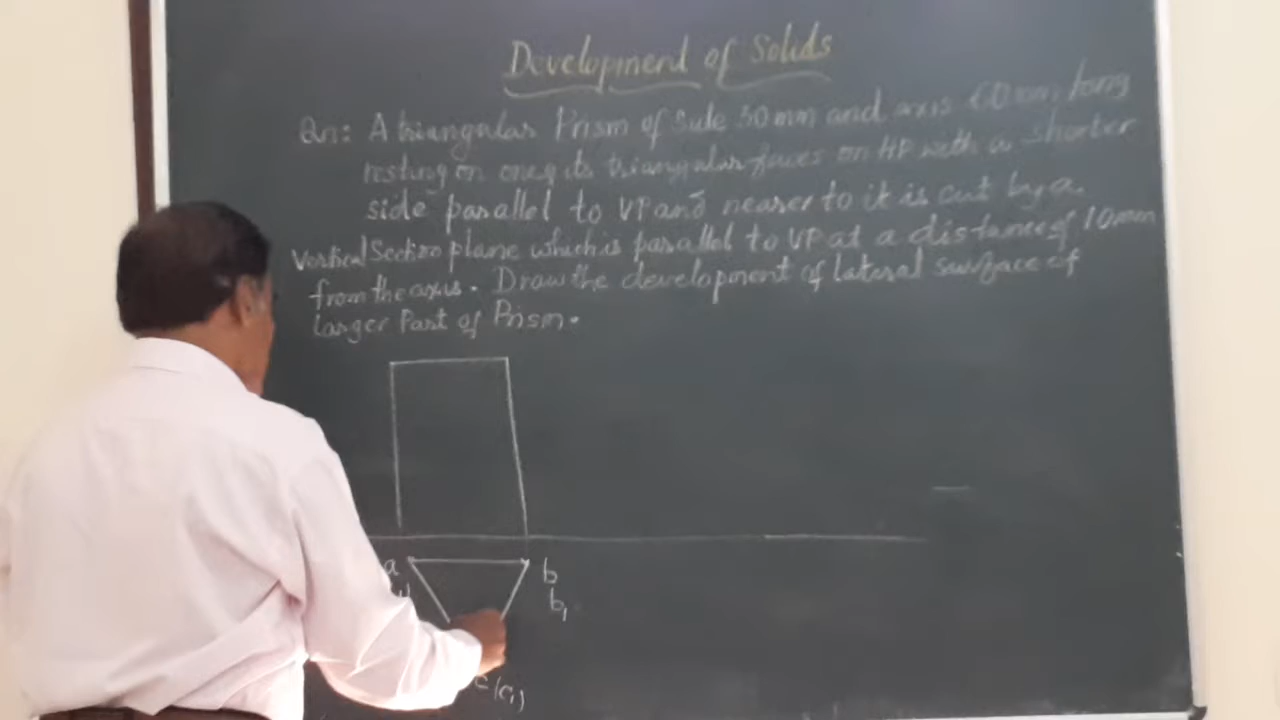 Development of Solids
Qn: A triangular Prism of Side 50mm and axis 60mm long
resting on one of its triangular faces on HP with a shorter
side parallel to VP and nearer to it is cut by a
Vertical Section plane which is parallel to VP at a distance of 10mm
from the axis. Draw the development of lateral surface of
larger Part of Prism.
a b
b1
c (c1)